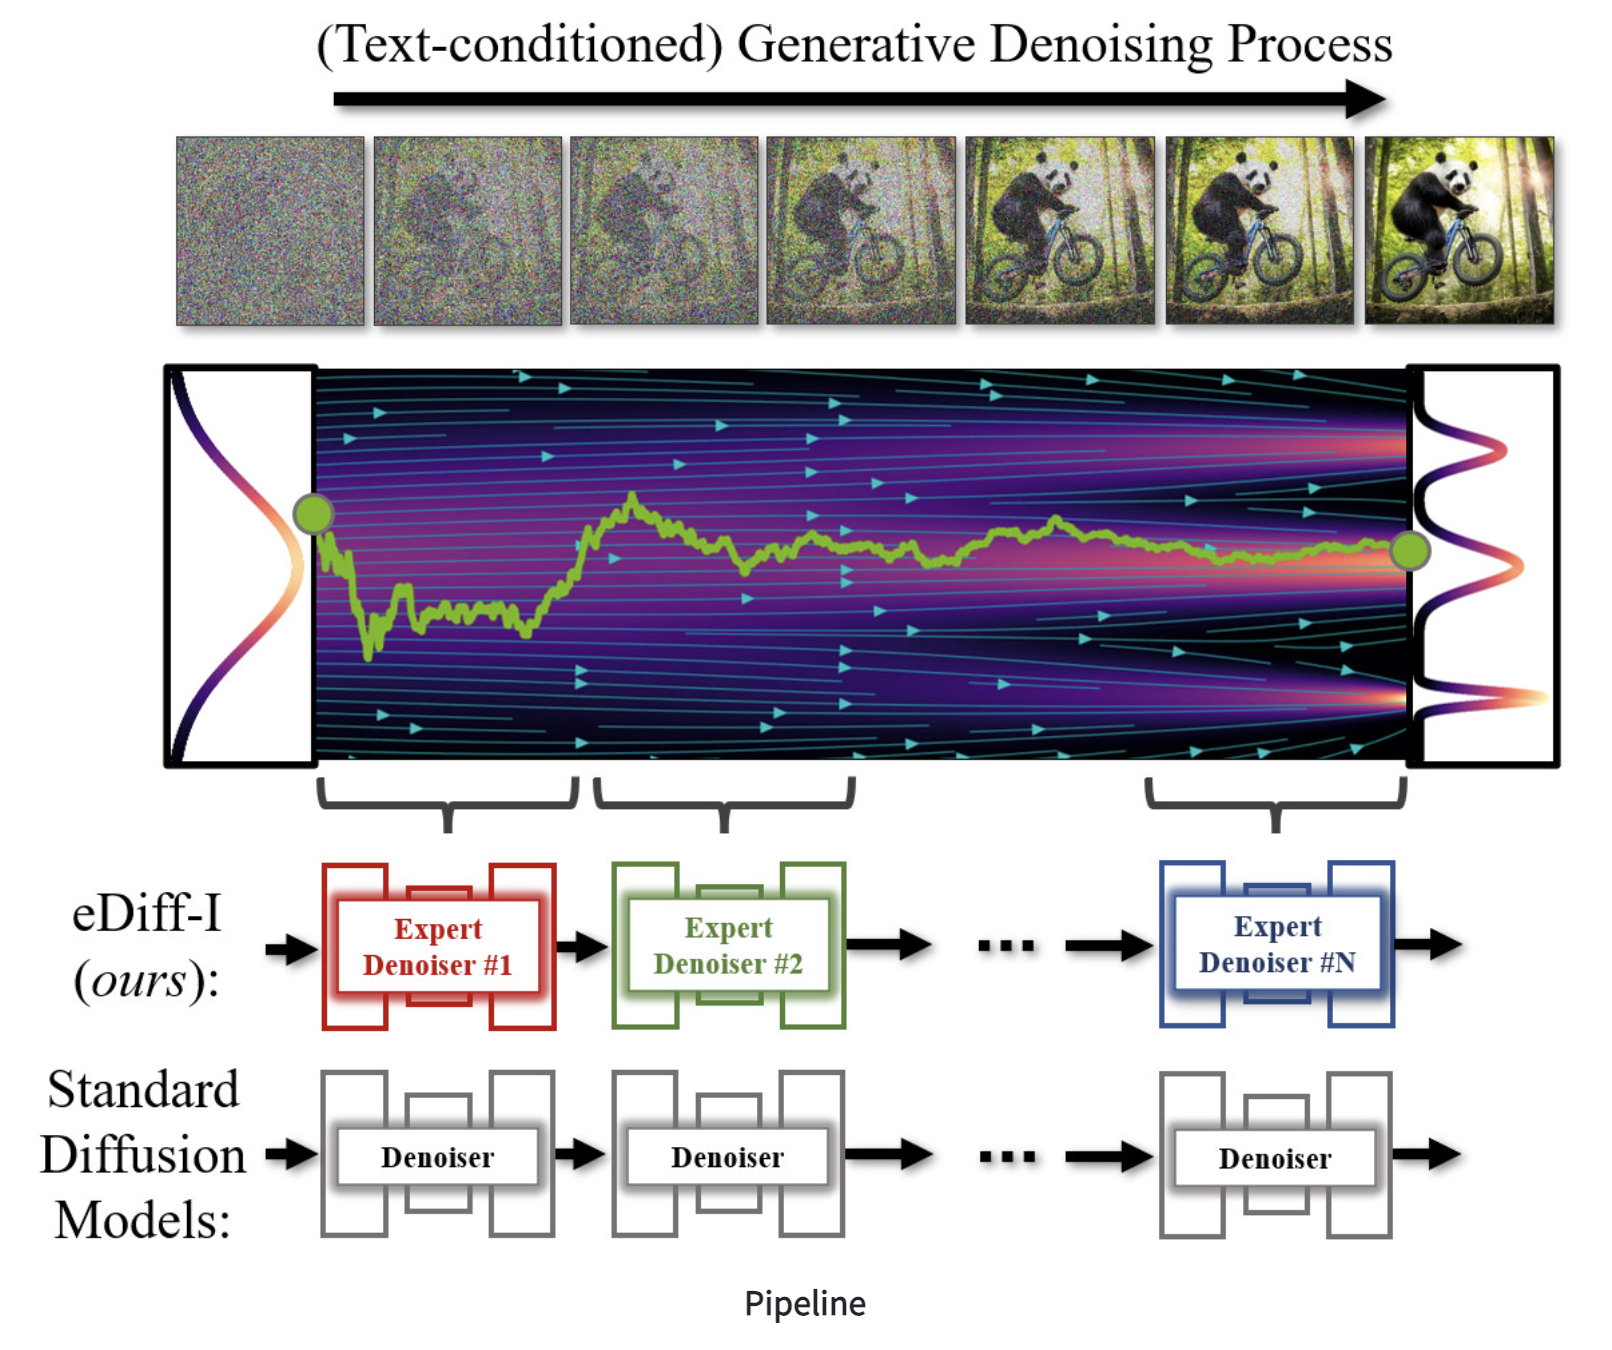 (Text-conditioned) Generative Denoising Process
eDiff-I
(ours):
Expert
Denoiser #1
Expert
Denoiser #2
...
Expert
Denoiser #N
Standard
Diffusion
Models:
Denoiser
Denoiser
...
Denoiser
Pipeline